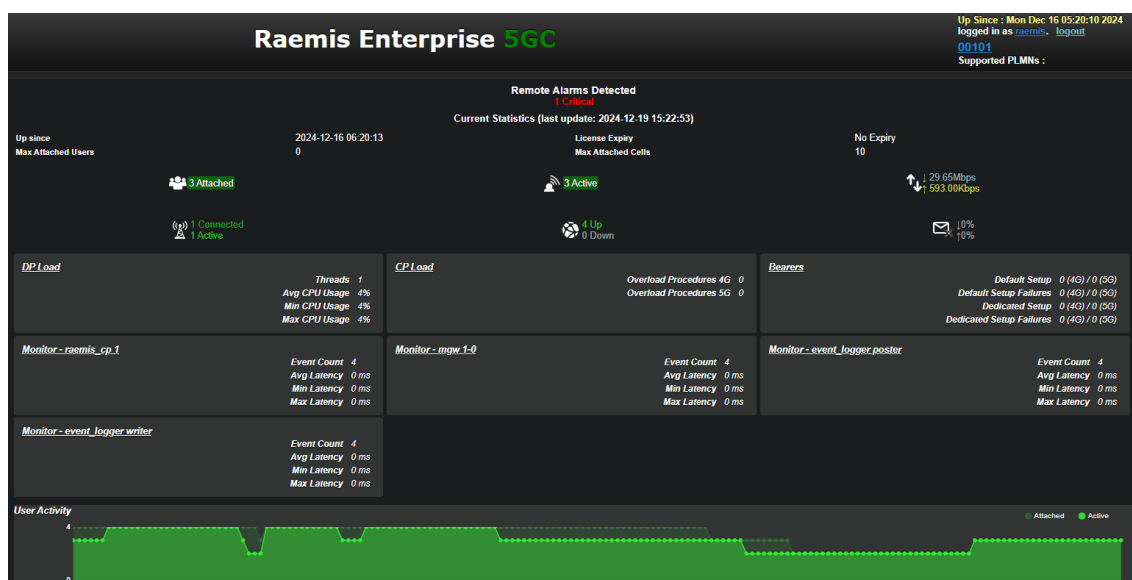 Raemis Enterprise 5GC
Up Since : Mon Dec 16 05:20:10 2024
logged in as raemis. logout
00101
Supported PLMNs :
Remote Alarms Detected
1 Critical
Current Statistics (last update: 2024-12-19 15:22:53)
Up since 2024-12-16 06:20:13 License Expiry No Expiry
Max Attached Users 0 Max Attached Cells 10
3 Attached
3 Active
↓ 29.65Mbps
↑ 593.00Kbps
1 Connected
1 Active
4 Up
0 Down
↓0%
↑0%
DP Load
Threads 1
Avg CPU Usage 4%
Min CPU Usage 4%
Max CPU Usage 4%
CP Load
Overload Procedures 4G 0
Overload Procedures 5G 0
Bearers
Default Setup 0 (4G) / 0 (5G)
Default Setup Failures 0 (4G) / 0 (5G)
Dedicated Setup 0 (4G) / 0 (5G)
Dedicated Setup Failures 0 (4G) / 0 (5G)
Monitor - raemis_cp 1
Event Count 4
Avg Latency 0 ms
Min Latency 0 ms
Max Latency 0 ms
Monitor - mgw 1-0
Event Count 4
Avg Latency 0 ms
Min Latency 0 ms
Max Latency 0 ms
Monitor - event_logger poster
Event Count 4
Avg Latency 0 ms
Min Latency 0 ms
Max Latency 0 ms
Monitor - event_logger writer
Event Count 4
Avg Latency 0 ms
Min Latency 0 ms
Max Latency 0 ms
User Activity
Attached Active
4
0